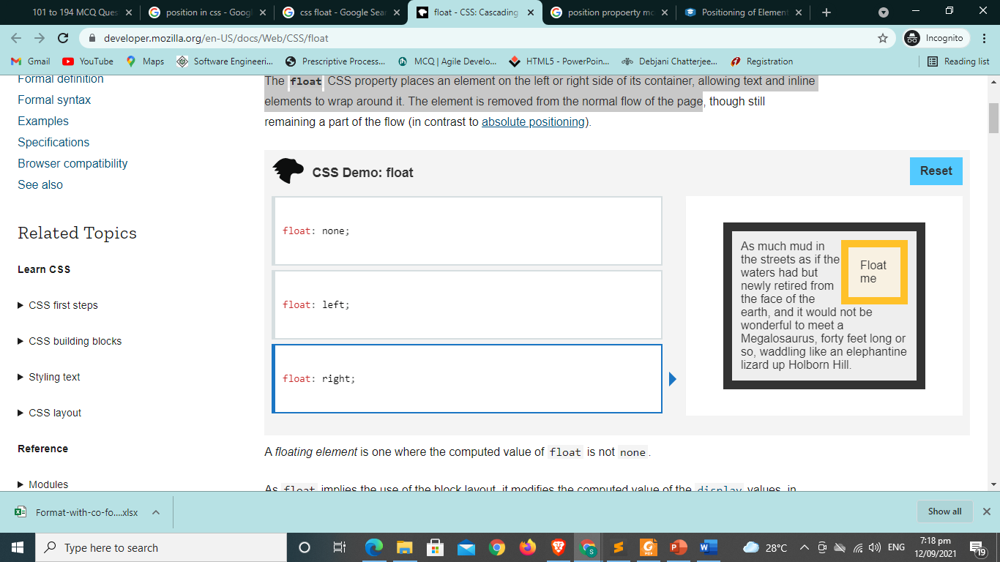 101 to 194 MCQ Ques
position in css - Googl
css float - Google Sear
float - CSS: Cascading
position propoerty mc
Positioning of Element
developer.mozilla.org/en-US/docs/Web/CSS/float
Incognito
Gmail
YouTube
Maps
Software Engineeri...
Prescriptive Process...
MCQ | Agile Develo...
HTML5 - PowerPoin...
Debjani Chatterjee...
Registration
Reading list
Formal definition
Formal syntax
Examples
Specifications
Browser compatibility
See also
Related Topics
Learn CSS
CSS first steps
CSS building blocks
Styling text
CSS layout
Reference
Modules
The float CSS property places an element on the left or right side of its container, allowing text and inline
elements to wrap around it. The element is removed from the normal flow of the page, though still
remaining a part of the flow (in contrast to absolute positioning).
CSS Demo: float
Reset
float: none;
float: left;
float: right;
As much mud in
the streets as if the
waters had but
newly retired from
the face of the
earth, and it would not be
wonderful to meet a
Megalosaurus, forty feet long or
so, waddling like an elephantine
lizard up Holborn Hill.
Float
me
A floating element is one where the computed value of float is not none.
As float implies the use of the block layout, it modifies the computed value of the display values, in
Format-with-co-fo....xlsx
Show all
Type here to search
28°C
ENG
7:18 pm
12/09/2021
19